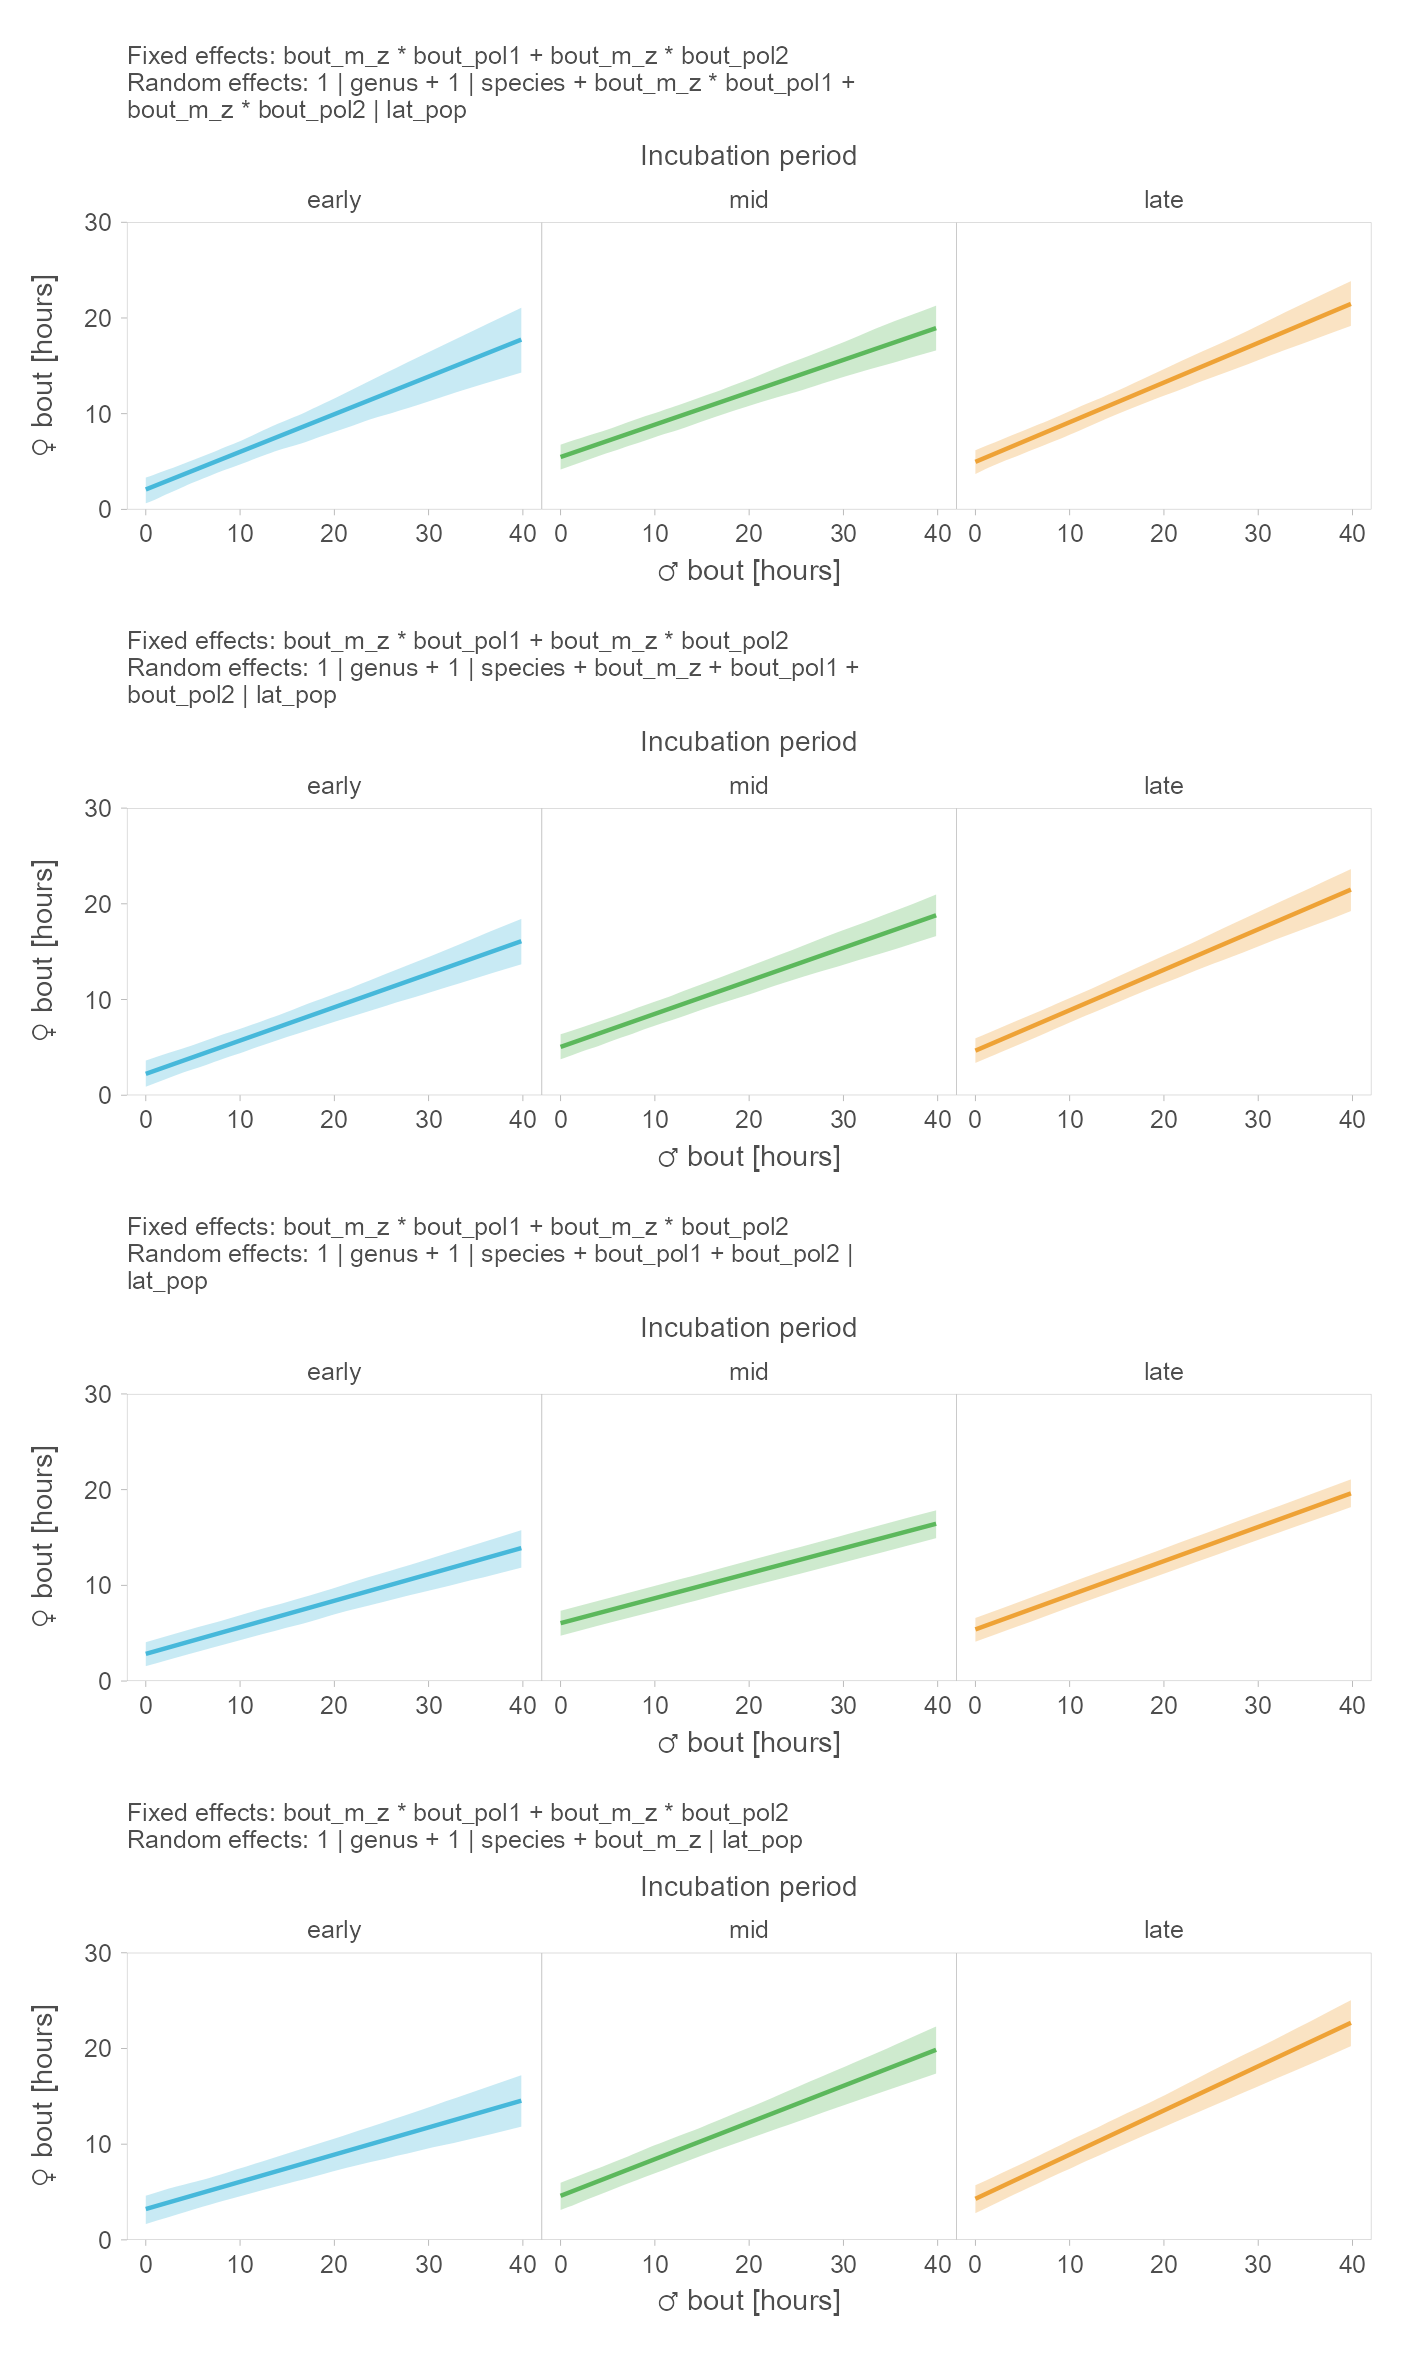 Fixed effects: bout_m_z * bout_pol1 + bout_m_z * bout_pol2
Random effects: 1 | genus + 1 | species + bout_m_z * bout_pol1 +
bout_m_z * bout_pol2 | lat_pop
Incubation period
early mid late
30
20
10
0
♀ bout [hours]
0 10 20 30 40 0 10 20 30 40 0 10 20 30 40
♂ bout [hours]
Fixed effects: bout_m_z * bout_pol1 + bout_m_z * bout_pol2
Random effects: 1 | genus + 1 | species + bout_m_z + bout_pol1 +
bout_pol2 | lat_pop
Incubation period
early mid late
30
20
10
0
♀ bout [hours]
0 10 20 30 40 0 10 20 30 40 0 10 20 30 40
♂ bout [hours]
Fixed effects: bout_m_z * bout_pol1 + bout_m_z * bout_pol2
Random effects: 1 | genus + 1 | species + bout_pol1 + bout_pol2 |
lat_pop
Incubation period
early mid late
30
20
10
0
♀ bout [hours]
0 10 20 30 40 0 10 20 30 40 0 10 20 30 40
♂ bout [hours]
Fixed effects: bout_m_z * bout_pol1 + bout_m_z * bout_pol2
Random effects: 1 | genus + 1 | species + bout_m_z | lat_pop
Incubation period
early mid late
30
20
10
0
♀ bout [hours]
0 10 20 30 40 0 10 20 30 40 0 10 20 30 40
♂ bout [hours]